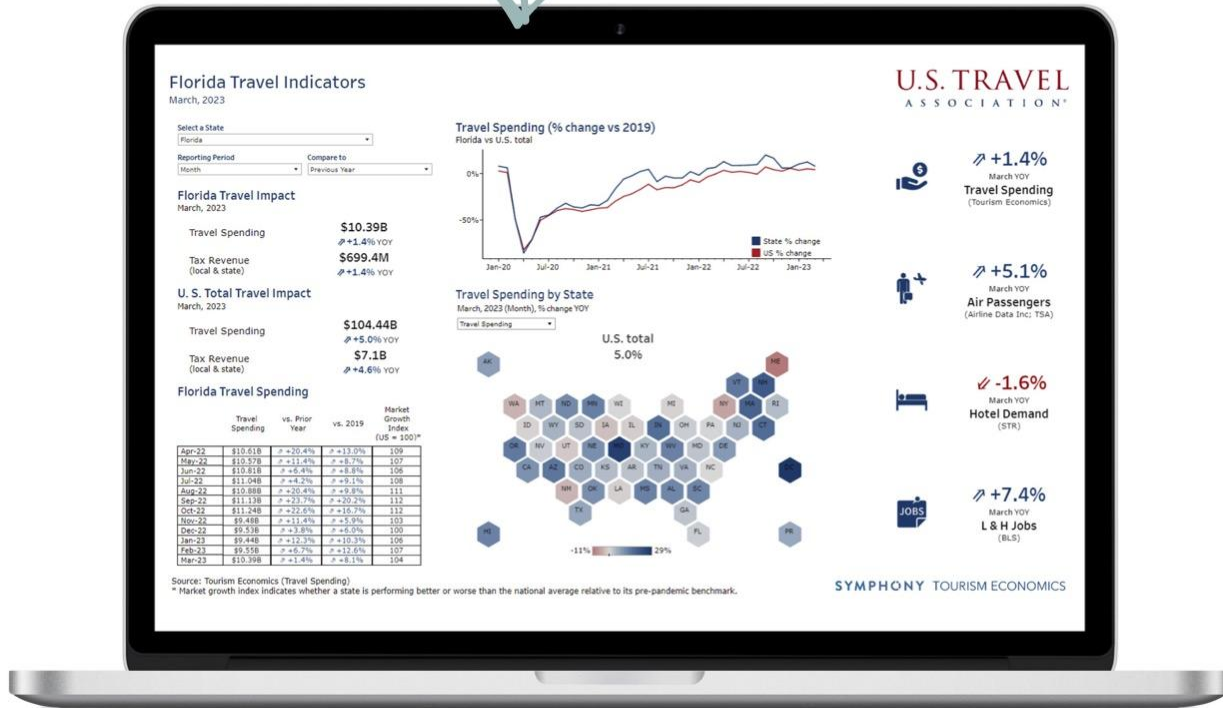 Florida Travel Indicators
March, 2023
U.S. TRAVEL
ASSOCIATION®
Select a State
Florida
Reporting Period
Compare to
Month
Previous Year
Florida Travel Impact
March, 2023
Travel Spending
$10.39B
⇗ +1.4% YOY
Tax Revenue
(local & state)
$699.4M
⇗ +1.4% YOY
U. S. Total Travel Impact
March, 2023
Travel Spending
$104.44B
⇗ +5.0% YOY
Tax Revenue
(local & state)
$7.1B
⇗ +4.6% YOY
Florida Travel Spending
Travel Spending
vs. Prior Year
vs. 2019
Market Growth Index (US = 100)*
Apr-22 $10.61B ⇗ +20.4% ⇗ +13.0% 109
May-22 $10.57B ⇗ +11.4% ⇗ +8.7% 107
Jun-22 $10.81B ⇗ +6.4% ⇗ +8.8% 106
Jul-22 $11.04B ⇗ +4.2% ⇗ +9.1% 108
Aug-22 $10.88B ⇗ +20.4% ⇗ +9.8% 111
Sep-22 $11.13B ⇗ +23.7% ⇗ +20.2% 112
Oct-22 $11.24B ⇗ +22.6% ⇗ +16.7% 112
Nov-22 $9.48B ⇗ +11.4% ⇗ +5.9% 103
Dec-22 $9.53B ⇗ +3.8% ⇗ +6.0% 100
Jan-23 $9.44B ⇗ +12.3% ⇗ +10.3% 106
Feb-23 $9.55B ⇗ +6.7% ⇗ +12.6% 107
Mar-23 $10.39B ⇗ +1.4% ⇗ +8.1% 104
Travel Spending (% change vs 2019)
Florida vs U.S. total
0%
-50%
State % change
US % change
Jan-20 Jul-20 Jan-21 Jul-21 Jan-22 Jul-22 Jan-23
Travel Spending by State
March, 2023 (Month), % change YOY
Travel Spending
U.S. total
5.0%
AK ME
VT NH
WA MT ND MN WI MI NY MA RI
ID WY SD IA IL IN OH PA NJ CT
OR NV UT NE MO KY WV MD DE
CA AZ CO KS AR TN VA NC DC
NM OK LA MS AL SC
TX GA
HI FL PR
-11% 29%
⇗ +1.4%
March YOY
Travel Spending
(Tourism Economics)
⇗ +5.1%
March YOY
Air Passengers
(Airline Data Inc; TSA)
⇙ -1.6%
March YOY
Hotel Demand
(STR)
JOBS
⇗ +7.4%
March YOY
L & H Jobs
(BLS)
Source: Tourism Economics (Travel Spending)
* Market growth index indicates whether a state is performing better or worse than the national average relative to its pre-pandemic benchmark.
SYMPHONY TOURISM ECONOMICS